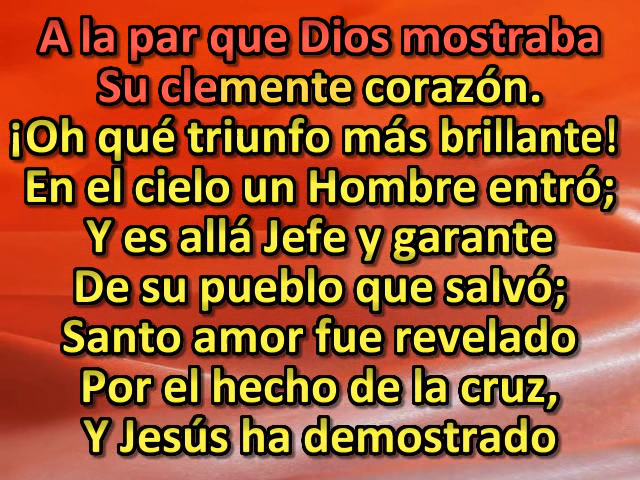 A la par que Dios mostraba
Su clemente corazón.
¡Oh qué triunfo más brillante!
En el cielo un Hombre entró;
Y es allá Jefe y garante
De su pueblo que salvó;
Santo amor fue revelado
Por el hecho de la cruz,
Y Jesús ha demostrado